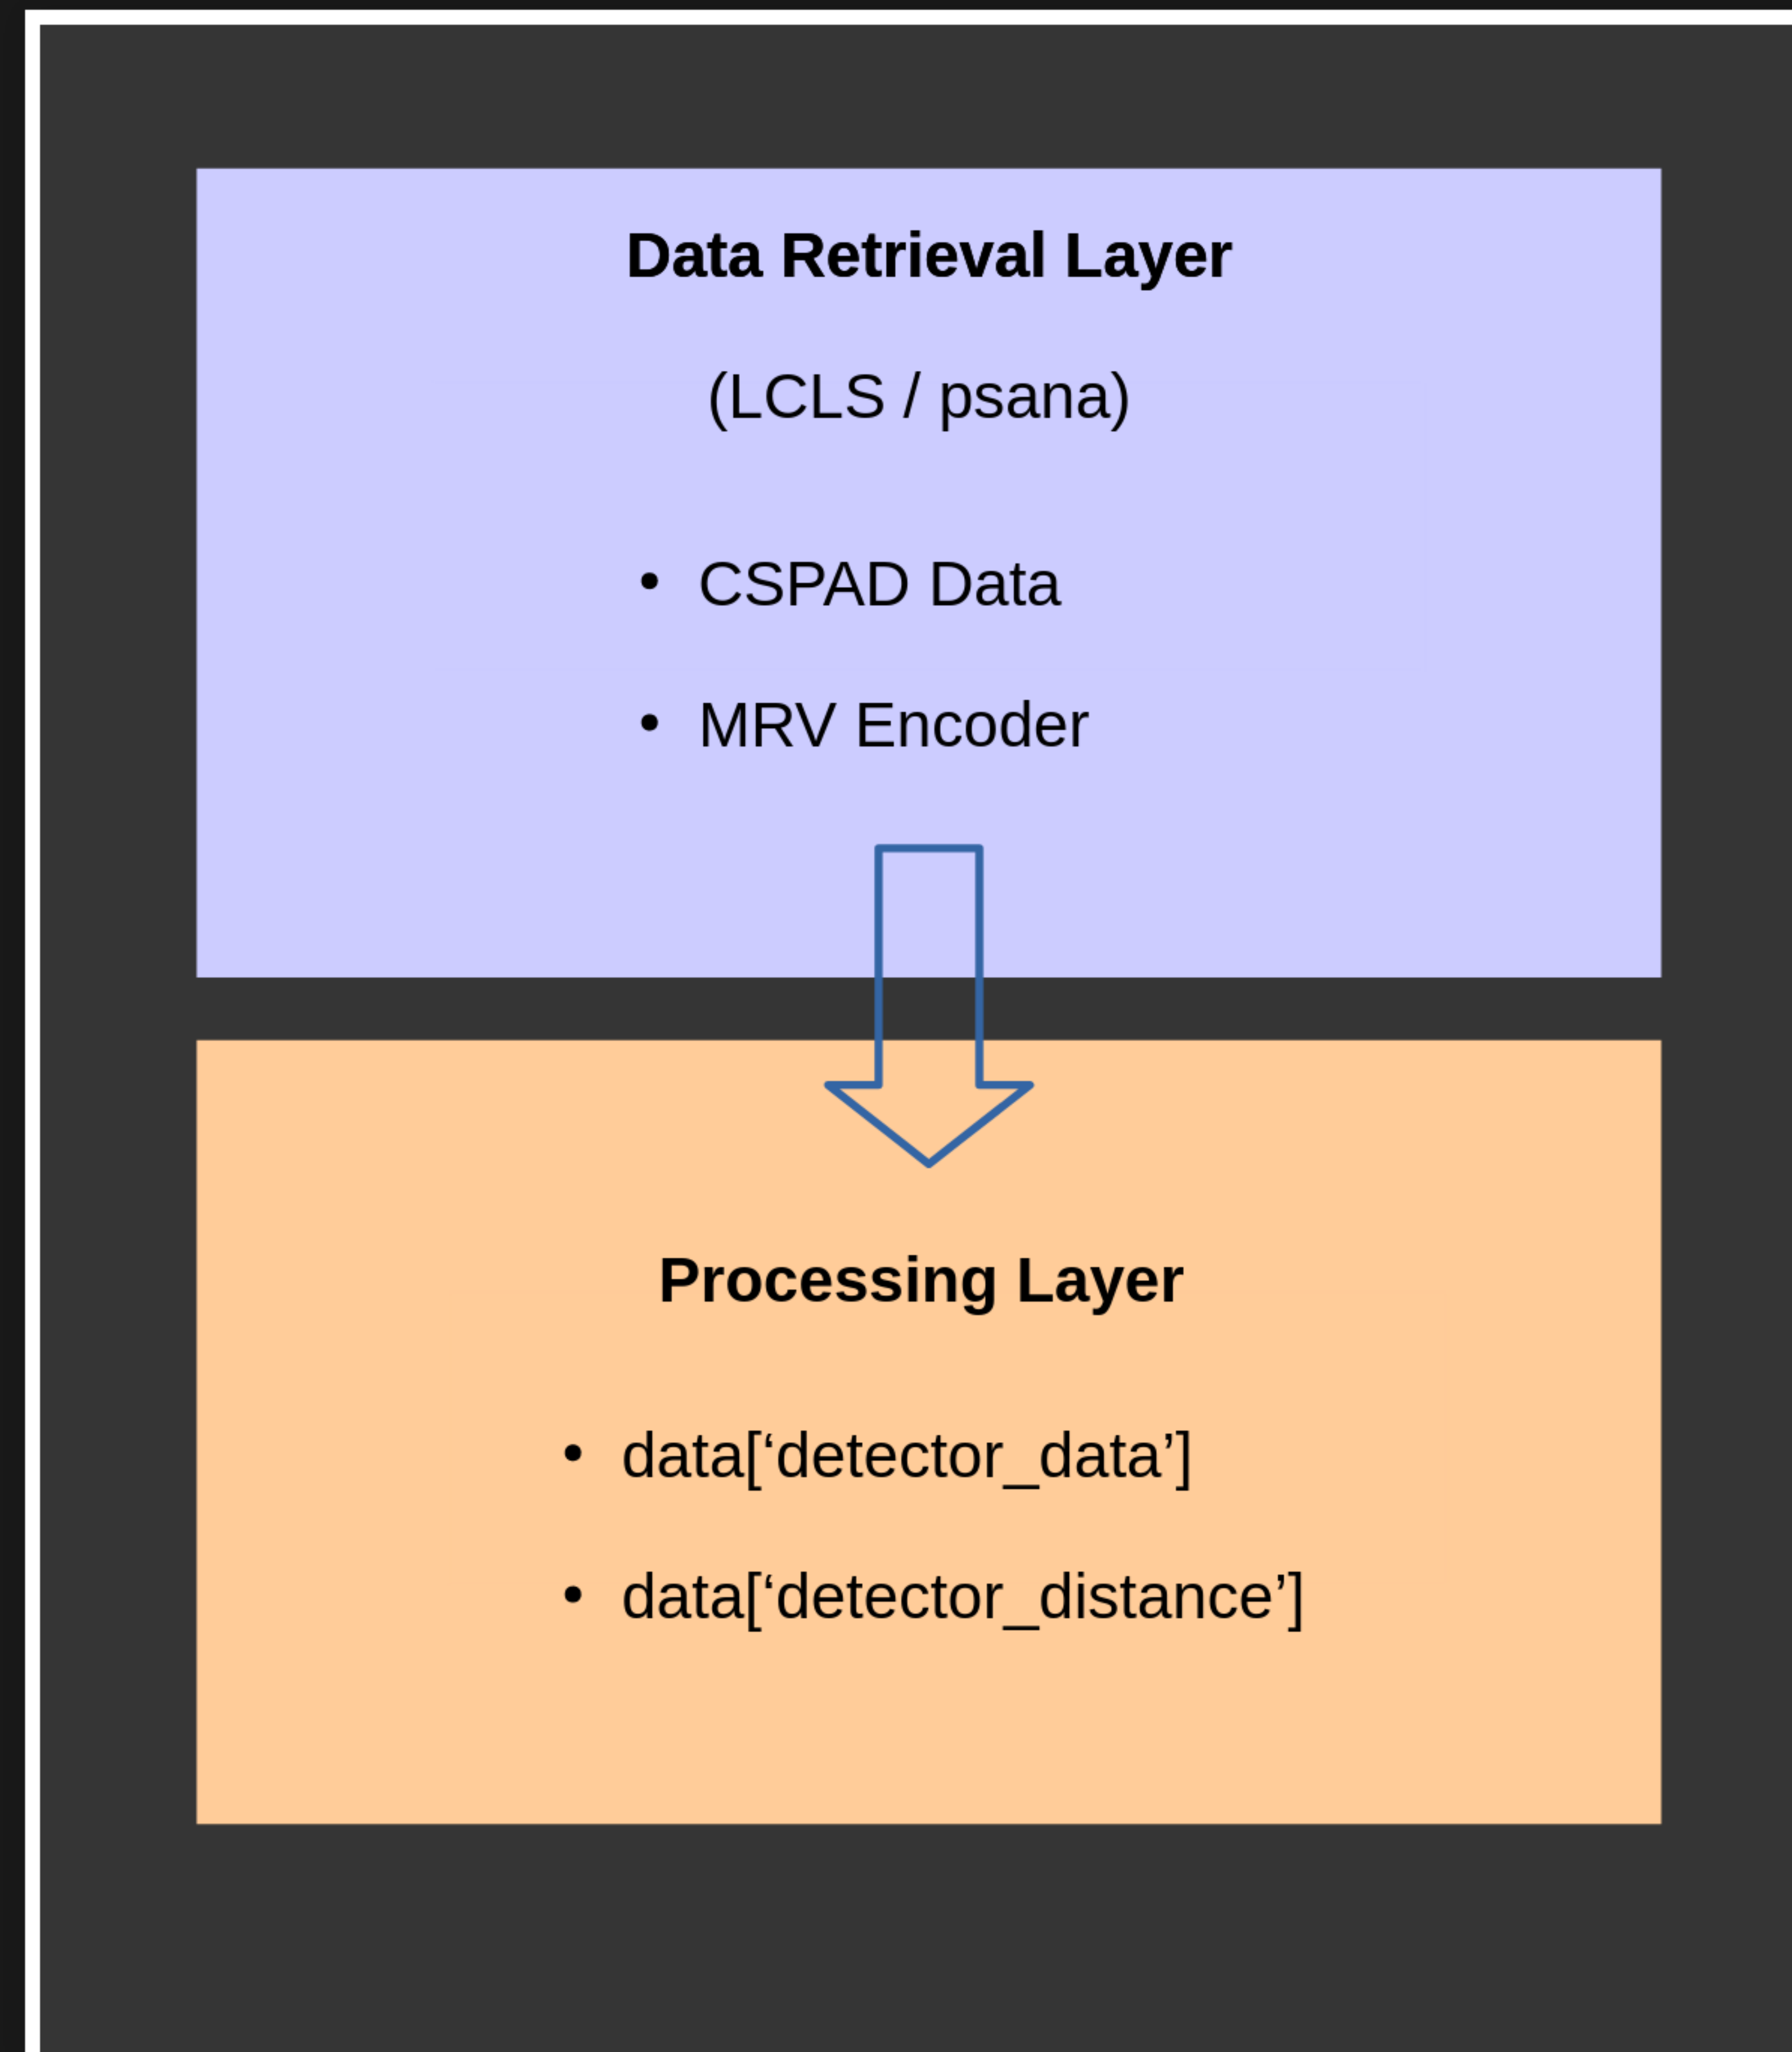 Data Retrieval Layer
(LCLS / psana)
• CSPAD Data
• MRV Encoder
Processing Layer
• data[‘detector_data’]
• data[‘detector_distance’]